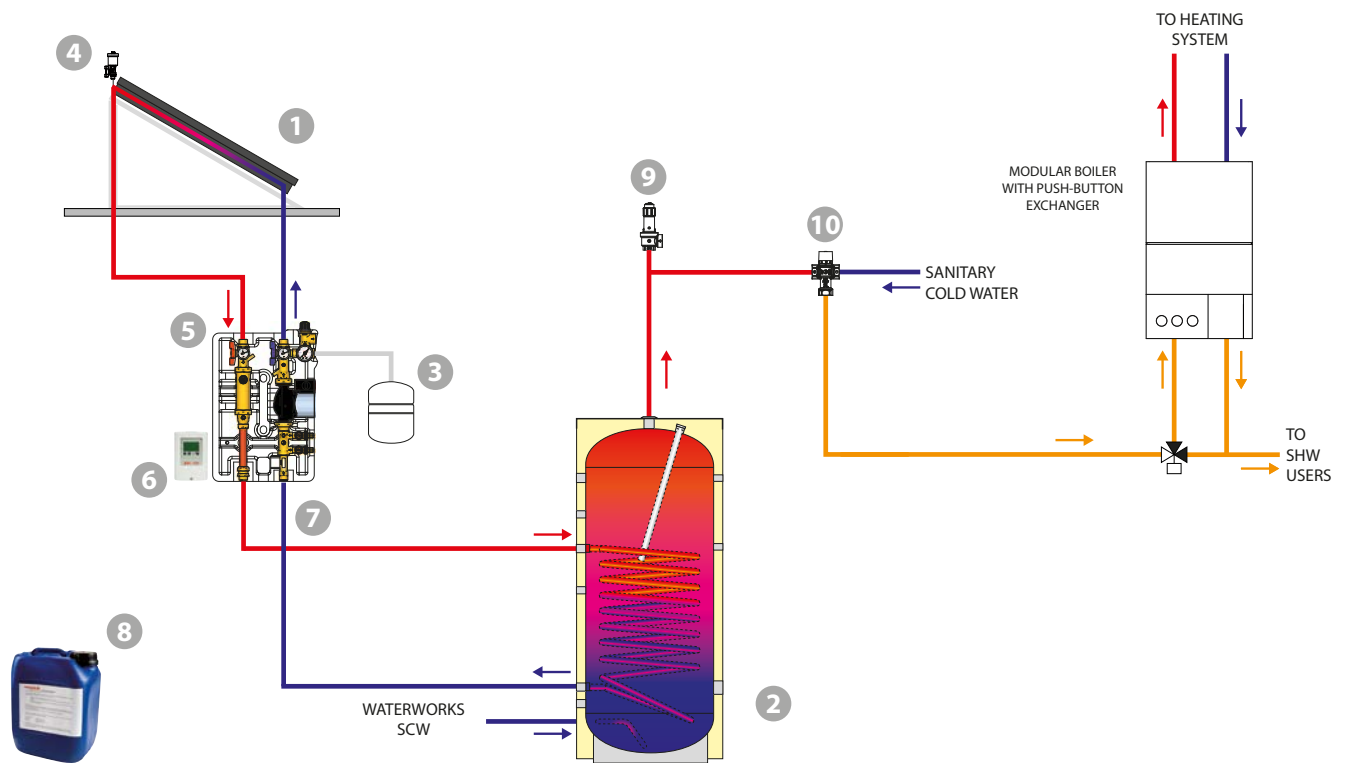 TO HEATING
SYSTEM
4
1
MODULAR BOILER
WITH PUSH-BUTTON
EXCHANGER
9
10
SANITARY
COLD WATER
5
3
6
7
TO
SHW
USERS
8
2
WATERWORKS
SCW